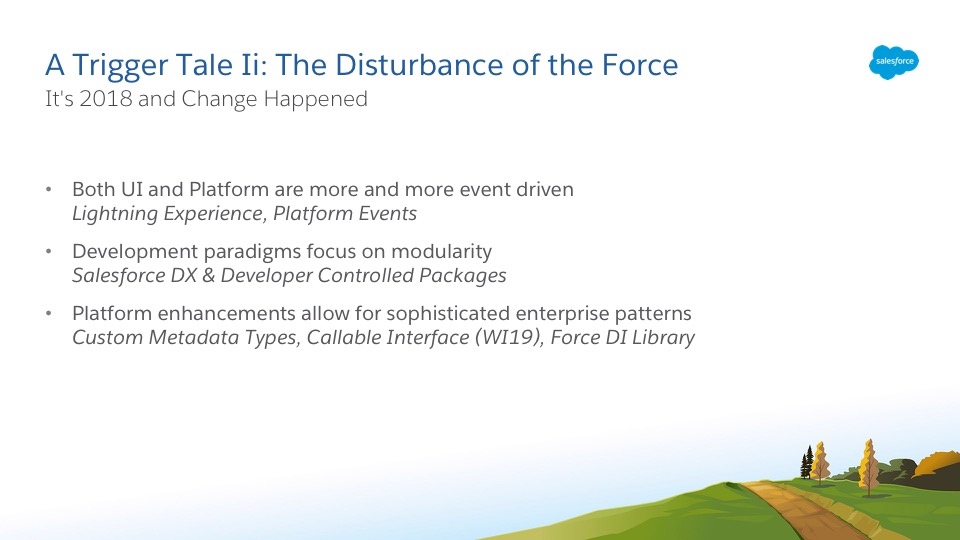 A Trigger Tale Ii: The Disturbance of the Force
salesforce
It's 2018 and Change Happened
• Both UI and Platform are more and more event driven
Lightning Experience, Platform Events
• Development paradigms focus on modularity
Salesforce DX & Developer Controlled Packages
• Platform enhancements allow for sophisticated enterprise patterns
Custom Metadata Types, Callable Interface (WI19), Force DI Library